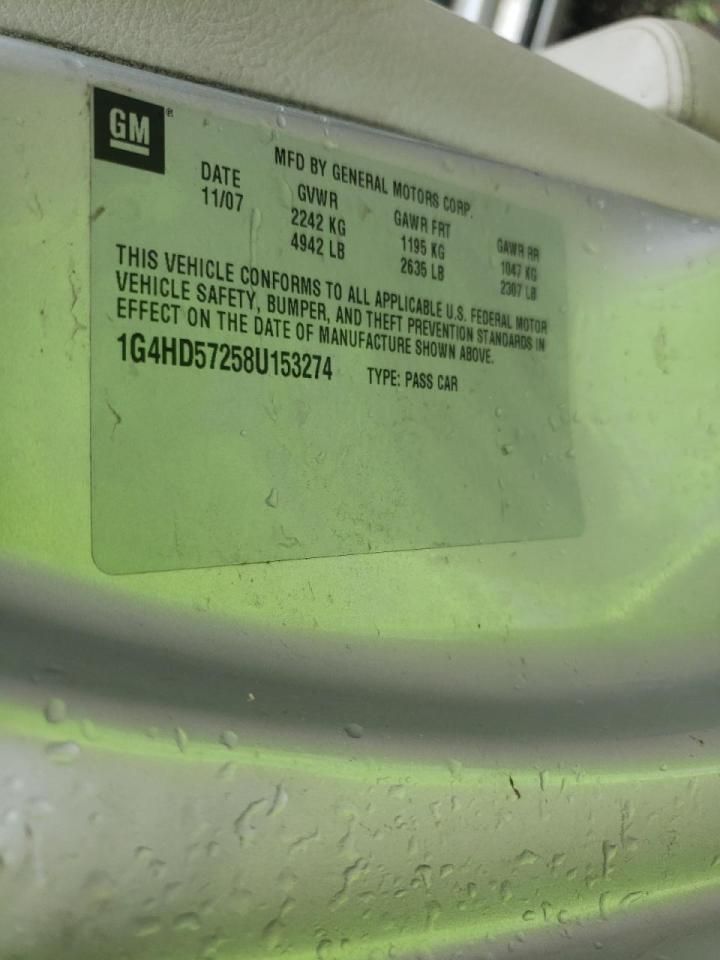 GM ®
MFD BY GENERAL MOTORS CORP.
DATE GVWR GAWR FRT GAWR RR
11/07 2242 KG 1195 KG 1047 KG
4942 LB 2635 LB 2307 LB
THIS VEHICLE CONFORMS TO ALL APPLICABLE U.S. FEDERAL MOTOR
VEHICLE SAFETY, BUMPER, AND THEFT PREVENTION STANDARDS IN
EFFECT ON THE DATE OF MANUFACTURE SHOWN ABOVE.
1G4HD57258U153274 TYPE: PASS CAR